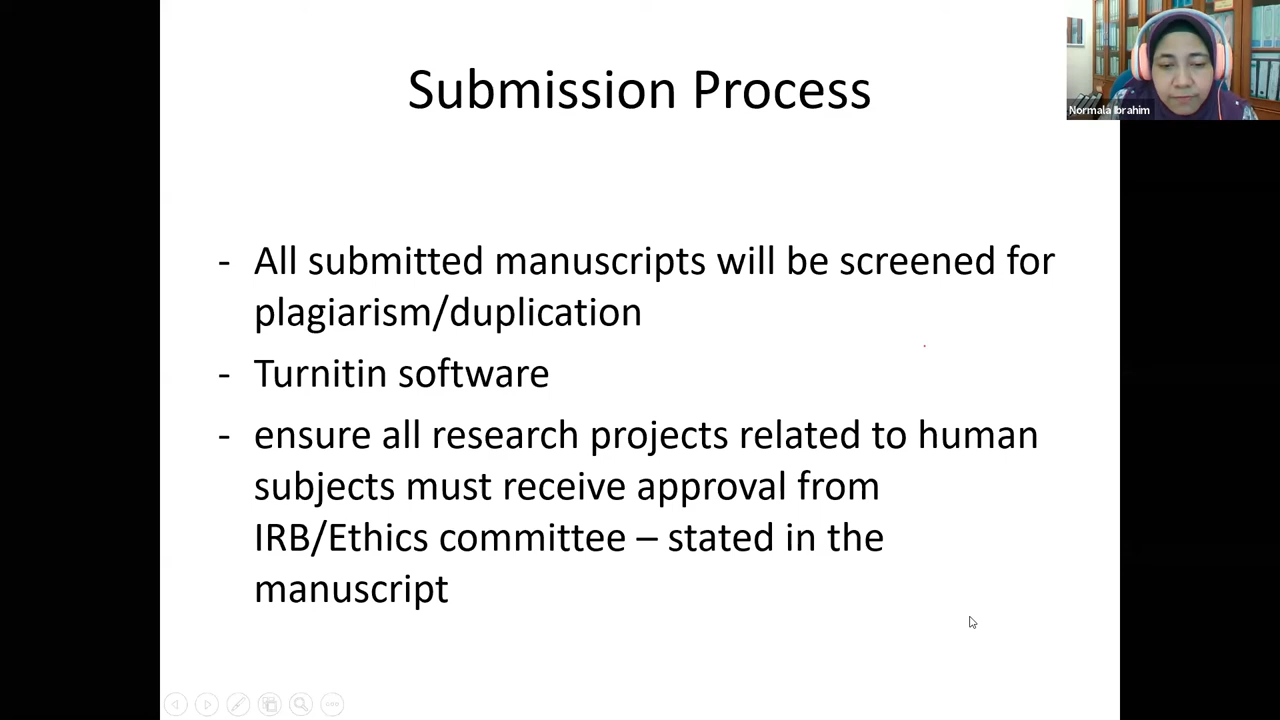 Submission Process
Normala Ibrahim
- All submitted manuscripts will be screened for
plagiarism/duplication
- Turnitin software
- ensure all research projects related to human
subjects must receive approval from
IRB/Ethics committee – stated in the
manuscript